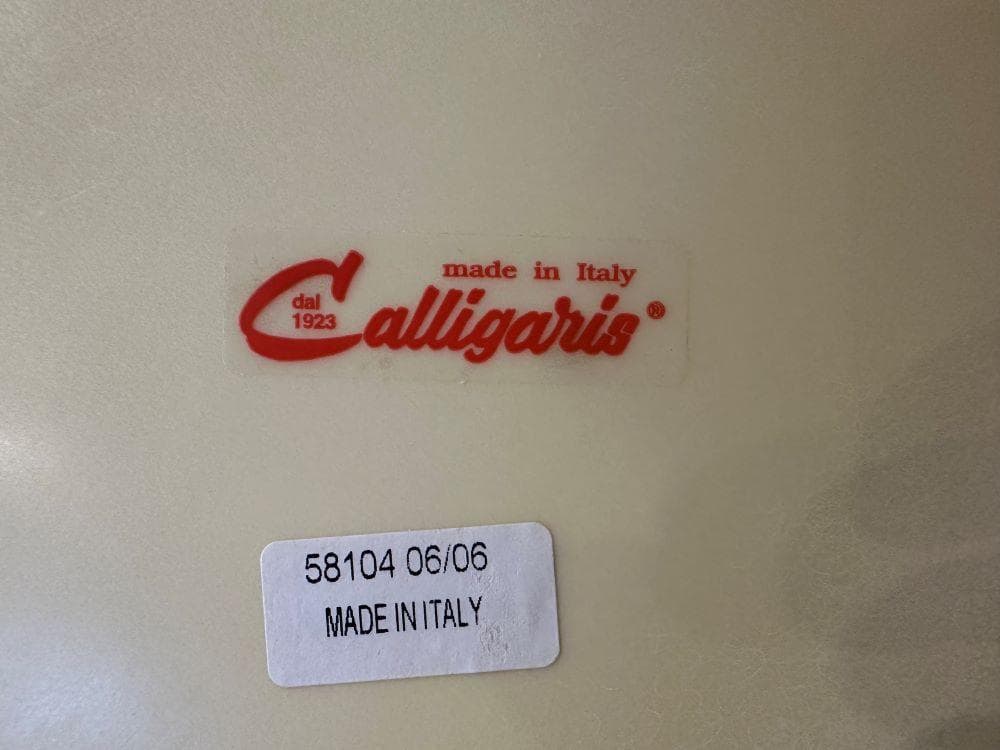 made in Italy
dal
1923
Calligaris®
58104 06/06
MADE IN ITALY